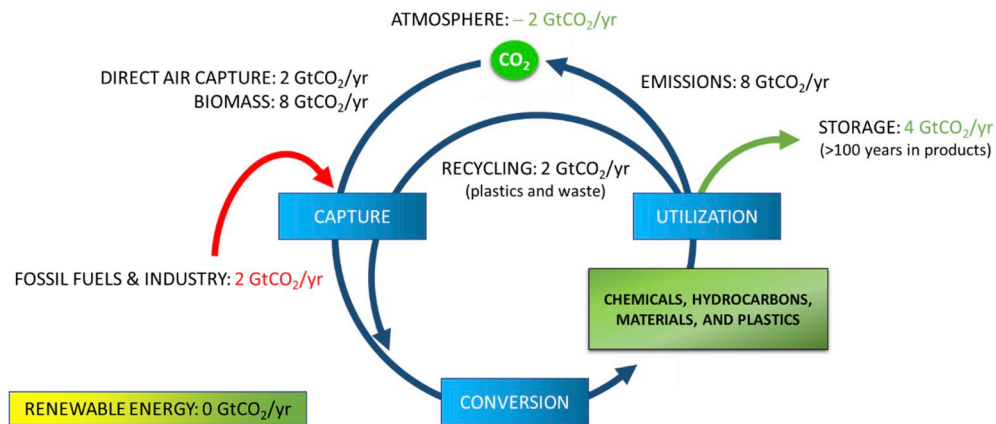 ATMOSPHERE: – 2 GtCO₂/yr
CO₂
DIRECT AIR CAPTURE: 2 GtCO₂/yr
BIOMASS: 8 GtCO₂/yr
EMISSIONS: 8 GtCO₂/yr
STORAGE: 4 GtCO₂/yr
(>100 years in products)
RECYCLING: 2 GtCO₂/yr
(plastics and waste)
CAPTURE
UTILIZATION
FOSSIL FUELS & INDUSTRY: 2 GtCO₂/yr
CHEMICALS, HYDROCARBONS,
MATERIALS, AND PLASTICS
CONVERSION
RENEWABLE ENERGY: 0 GtCO₂/yr